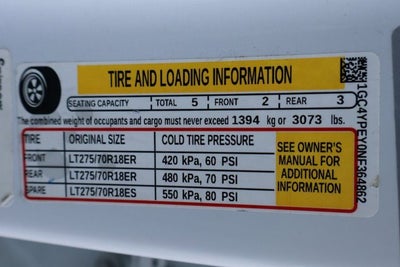 TIRE AND LOADING INFORMATION
SEATING CAPACITY TOTAL 5 FRONT 2 REAR 3
The combined weight of occupants and cargo must never exceed 1394 kg or 3073 lbs.
TIRE ORIGINAL SIZE COLD TIRE PRESSURE
FRONT LT275/70R18ER 420 kPa, 60 PSI
REAR LT275/70R18ER 480 kPa, 70 PSI
SPARE LT275/70R18ES 550 kPa, 80 PSI
SEE OWNER'S
MANUAL FOR
ADDITIONAL
INFORMATION